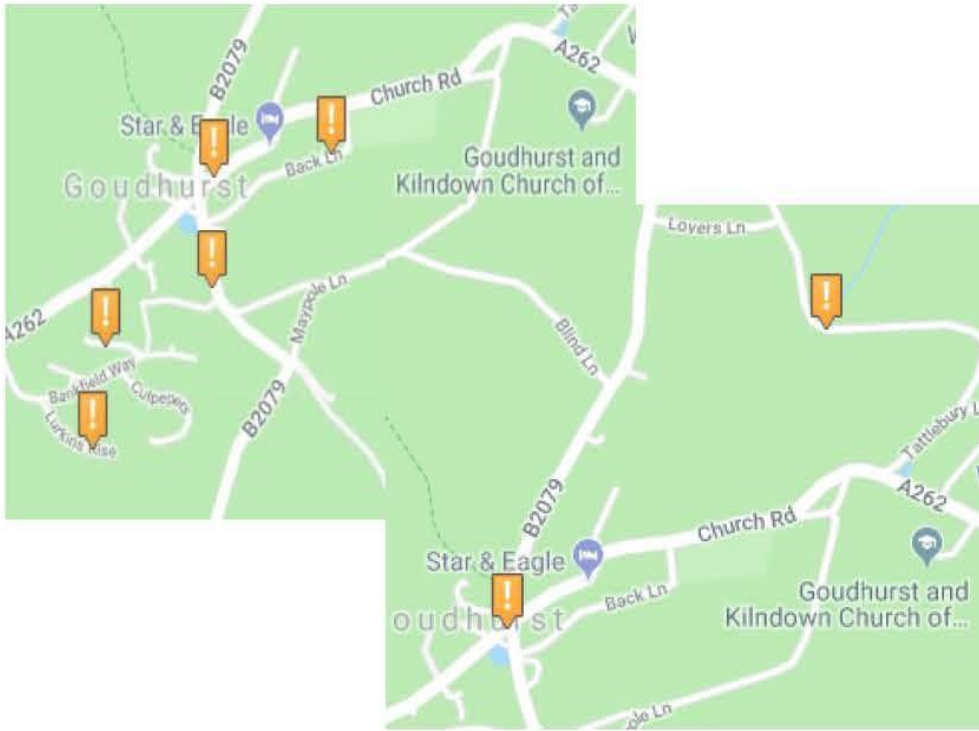 B2079
A262
Church Rd
Star & Eagle
Back Ln
Goudhurst
Goudhurst and
Kilndown Church of...
Lovers Ln
Maypole Ln
A262
Blind Ln
Bankfield Way
Culpepers
Lurkins Rise
B2079
Tattlebury L
A262
B2079
Church Rd
Star & Eagle
Back Ln
oudhurst
Goudhurst and
Kilndown Church of...
ole Ln